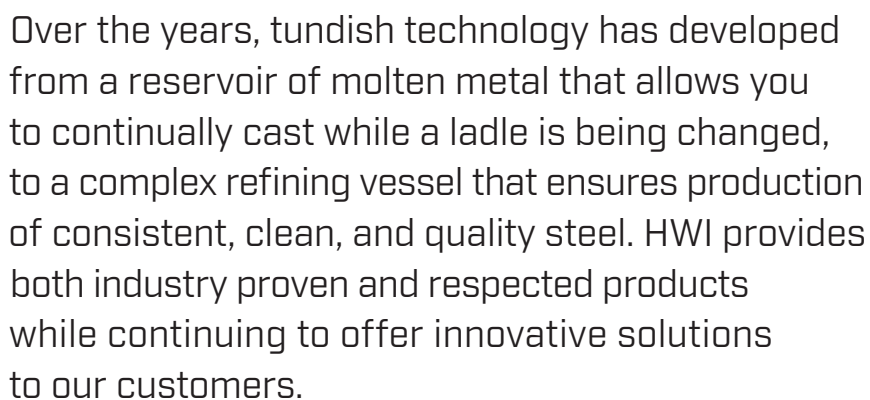 Over the years, tundish technology has developed
from a reservoir of molten metal that allows you
to continually cast while a ladle is being changed,
to a complex refining vessel that ensures production
of consistent, clean, and quality steel. HWI provides
both industry proven and respected products
while continuing to offer innovative solutions
to our customers.